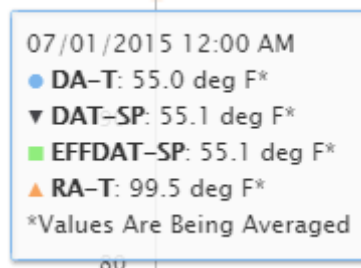 07/01/2015 12:00 AM
● DA-T: 55.0 deg F*
▼ DAT-SP: 55.1 deg F*
■ EFFDAT-SP: 55.1 deg F*
▲ RA-T: 99.5 deg F*
*Values Are Being Averaged
80